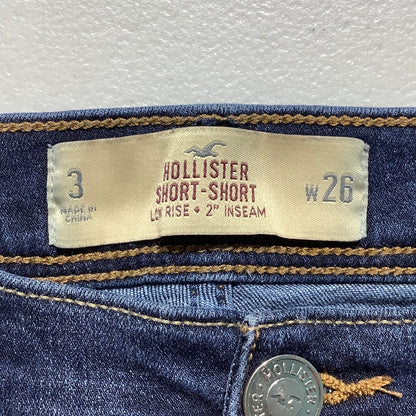 3
MADE IN
CHINA
HOLLISTER
SHORT-SHORT
LOW RISE + 2" INSEAM
W 26
HOLLISTER